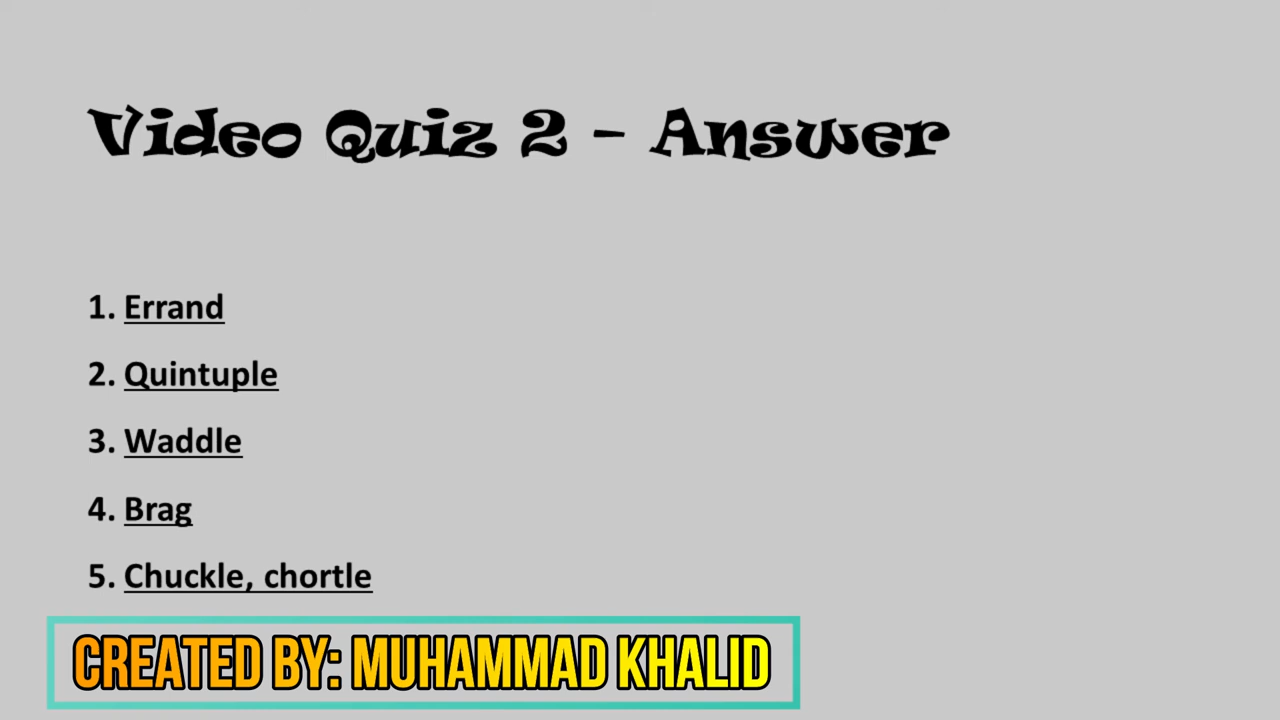 Video Quiz 2 - Answer
1. Errand
2. Quintuple
3. Waddle
4. Brag
5. Chuckle, chortle
CREATED BY: MUHAMMAD KHALID